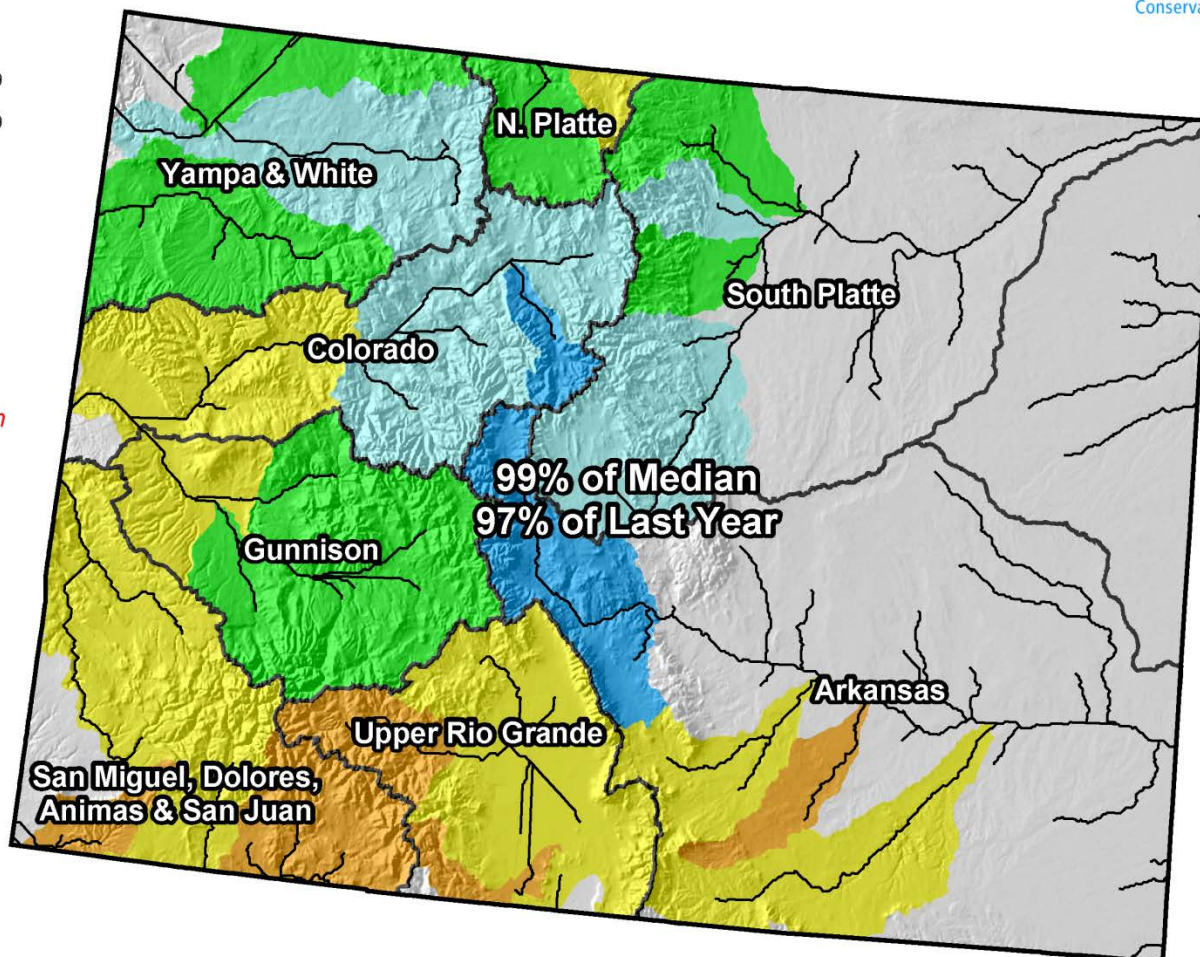 Conserva
N. Platte
Yampa & White
South Platte
Colorado
99% of Median
97% of Last Year
Gunnison
Arkansas
Upper Rio Grande
San Miguel, Dolores,
Animas & San Juan